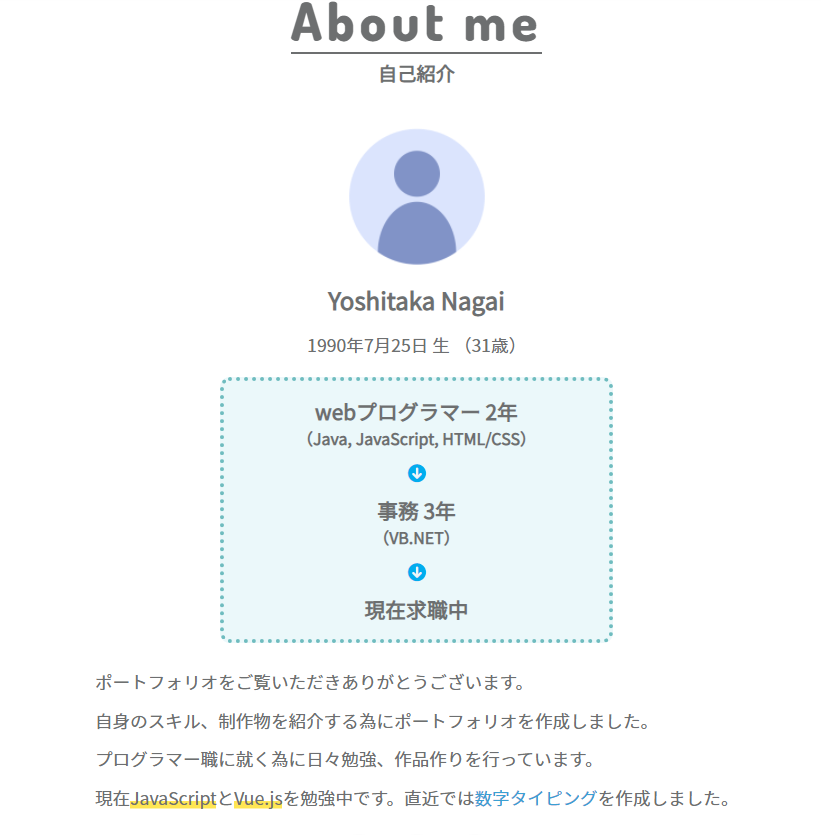 About me
自己紹介
Yoshitaka Nagai
1990年7月25日 生 （31歳）
webプログラマー 2年
（Java, JavaScript, HTML/CSS）
事務 3年
（VB.NET）
現在求職中
ポートフォリオをご覧いただきありがとうございます。
自身のスキル、制作物を紹介する為にポートフォリオを作成しました。
プログラマー職に就く為に日々勉強、作品作りを行っています。
現在JavaScriptとVue.jsを勉強中です。直近では数字タイピングを作成しました。